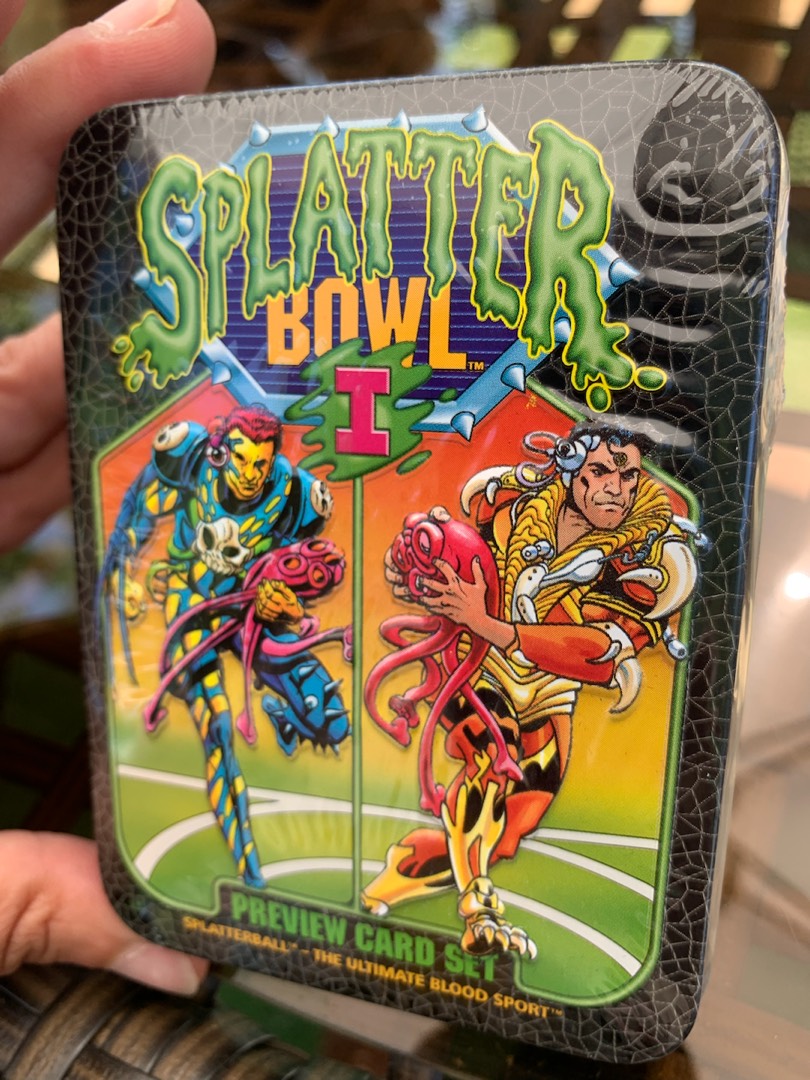 SPLATTER
BOWL™
I
PREVIEW CARD SET
SPLATTERBALL™ - THE ULTIMATE BLOOD SPORT™